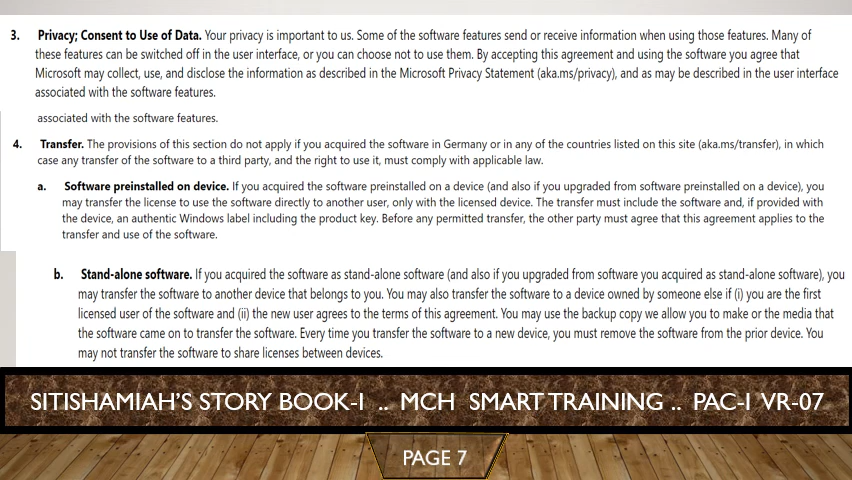 3. Privacy; Consent to Use of Data. Your privacy is important to us. Some of the software features send or receive information when using those features. Many of
these features can be switched off in the user interface, or you can choose not to use them. By accepting this agreement and using the software you agree that
Microsoft may collect, use, and disclose the information as described in the Microsoft Privacy Statement (aka.ms/privacy), and as may be described in the user interface
associated with the software features.
associated with the software features.
4. Transfer. The provisions of this section do not apply if you acquired the software in Germany or in any of the countries listed on this site (aka.ms/transfer), in which
case any transfer of the software to a third party, and the right to use it, must comply with applicable law.
a. Software preinstalled on device. If you acquired the software preinstalled on a device (and also if you upgraded from software preinstalled on a device), you
may transfer the license to use the software directly to another user, only with the licensed device. The transfer must include the software and, if provided with
the device, an authentic Windows label including the product key. Before any permitted transfer, the other party must agree that this agreement applies to the
transfer and use of the software.
b. Stand-alone software. If you acquired the software as stand-alone software (and also if you upgraded from software you acquired as stand-alone software), you
may transfer the software to another device that belongs to you. You may also transfer the software to a device owned by someone else if (i) you are the first
licensed user of the software and (ii) the new user agrees to the terms of this agreement. You may use the backup copy we allow you to make or the media that
the software came on to transfer the software. Every time you transfer the software to a new device, you must remove the software from the prior device. You
may not transfer the software to share licenses between devices.
SITISHAMIAH'S STORY BOOK-I .. MCH SMART TRAINING .. PAC-I VR-07
PAGE 7